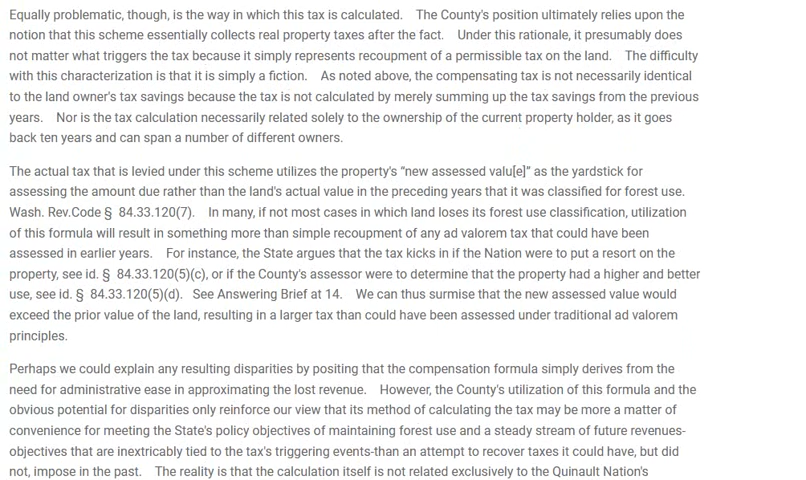 Equally problematic, though, is the way in which this tax is calculated.    The County's position ultimately relies upon the
notion that this scheme essentially collects real property taxes after the fact.    Under this rationale, it presumably does
not matter what triggers the tax because it simply represents recoupment of a permissible tax on the land.    The difficulty
with this characterization is that it is simply a fiction.    As noted above, the compensating tax is not necessarily identical
to the land owner's tax savings because the tax is not calculated by merely summing up the tax savings from the previous
years.    Nor is the tax calculation necessarily related solely to the ownership of the current property holder, as it goes
back ten years and can span a number of different owners.
The actual tax that is levied under this scheme utilizes the property's "new assessed valu[e]" as the yardstick for
assessing the amount due rather than the land's actual value in the preceding years that it was classified for forest use.
Wash. Rev.Code §  84.33.120(7).    In many, if not most cases in which land loses its forest use classification, utilization
of this formula will result in something more than simple recoupment of any ad valorem tax that could have been
assessed in earlier years.    For instance, the State argues that the tax kicks in if the Nation were to put a resort on the
property, see id. §  84.33.120(5)(c), or if the County's assessor were to determine that the property had a higher and better
use, see id. §  84.33.120(5)(d).   See Answering Brief at 14.    We can thus surmise that the new assessed value would
exceed the prior value of the land, resulting in a larger tax than could have been assessed under traditional ad valorem
principles.
Perhaps we could explain any resulting disparities by positing that the compensation formula simply derives from the
need for administrative ease in approximating the lost revenue.    However, the County's utilization of this formula and the
obvious potential for disparities only reinforce our view that its method of calculating the tax may be more a matter of
convenience for meeting the State's policy objectives of maintaining forest use and a steady stream of future revenues-
objectives that are inextricably tied to the tax's triggering events-than an attempt to recover taxes it could have, but did
not, impose in the past.    The reality is that the calculation itself is not related exclusively to the Quinault Nation's